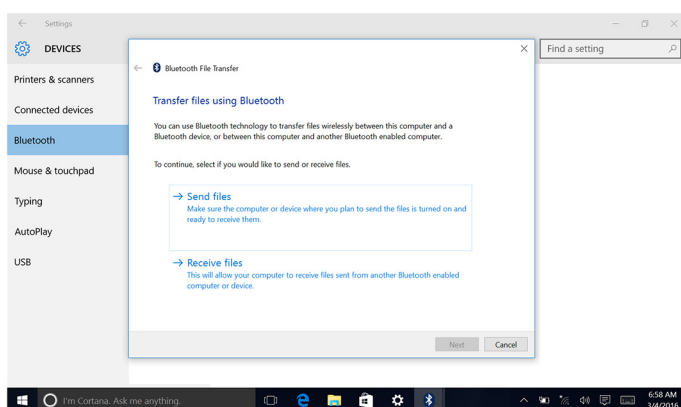 Settings
DEVICES
Find a setting
Printers & scanners
Connected devices
Bluetooth
Mouse & touchpad
Typing
AutoPlay
USB
Bluetooth File Transfer
Transfer files using Bluetooth
You can use Bluetooth technology to transfer files wirelessly between this computer and a
Bluetooth device, or between this computer and another Bluetooth enabled computer.
To continue, select if you would like to send or receive files.
Send files
Make sure the computer or device where you plan to send the files is turned on and
ready to receive them.
Receive files
This will allow your computer to receive files sent from another Bluetooth enabled
computer or device.
Next Cancel
I'm Cortana. Ask me anything.
6:58 AM
3/4/2016